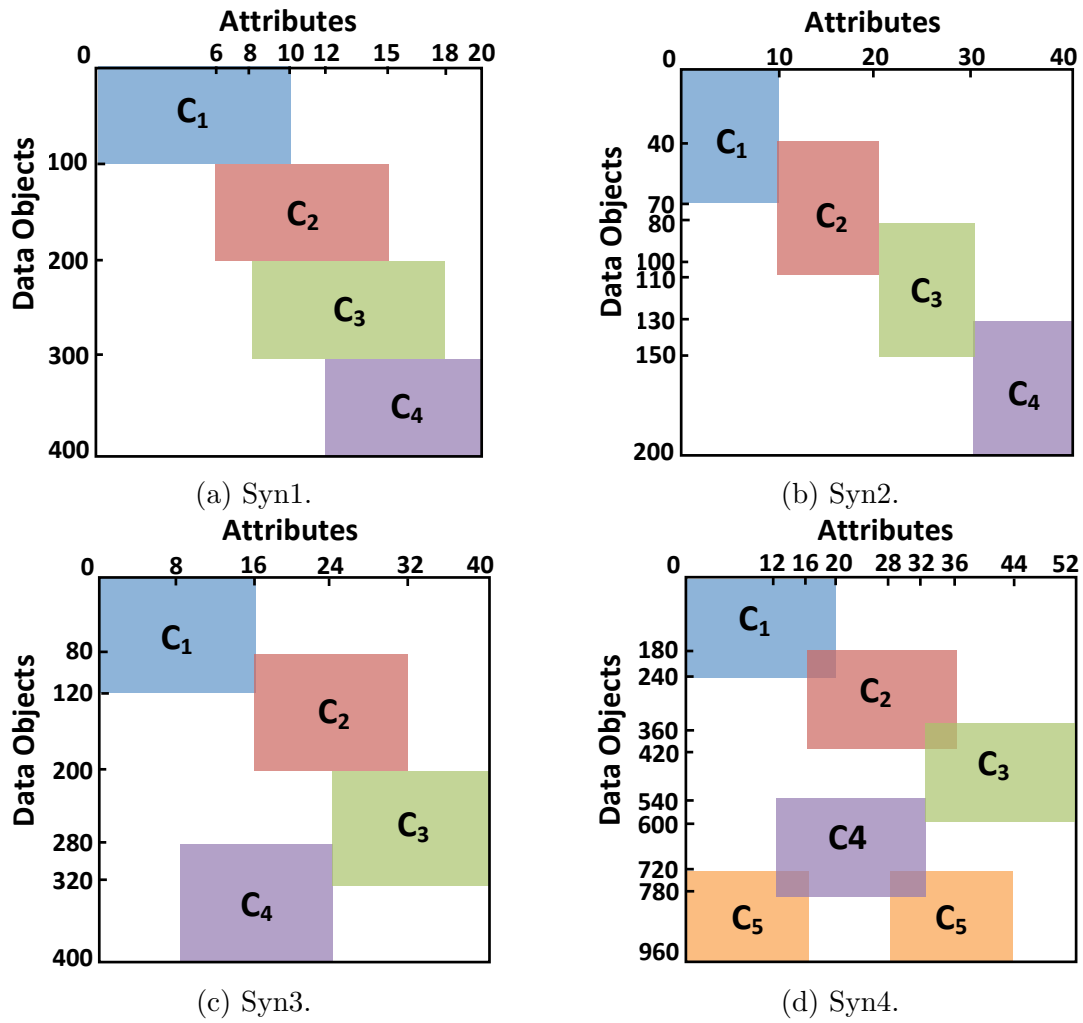 Attributes
0 6 8 10 12 15 18 20
Data Objects
100
200
300
400
C1
C2
C3
C4
(a) Syn1.
Attributes
0 10 20 30 40
Data Objects
40
70
80
100
110
130
150
200
C1
C2
C3
C4
(b) Syn2.
Attributes
0 8 16 24 32 40
Data Objects
80
120
200
280
320
400
C1
C2
C3
C4
(c) Syn3.
Attributes
0 12 16 20 28 32 36 44 52
Data Objects
180
240
360
420
540
600
720
780
960
C1
C2
C3
C4
C5 C5
(d) Syn4.